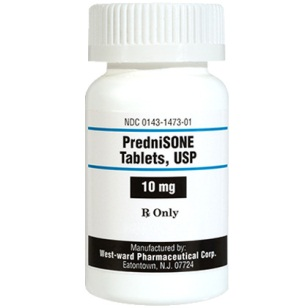 NDC 0143-1473-01
PredniSONE
Tablets, USP
10 mg
℞ Only
Manufactured by:
West-ward Pharmaceutical Corp.
Eatontown, N.J. 07724